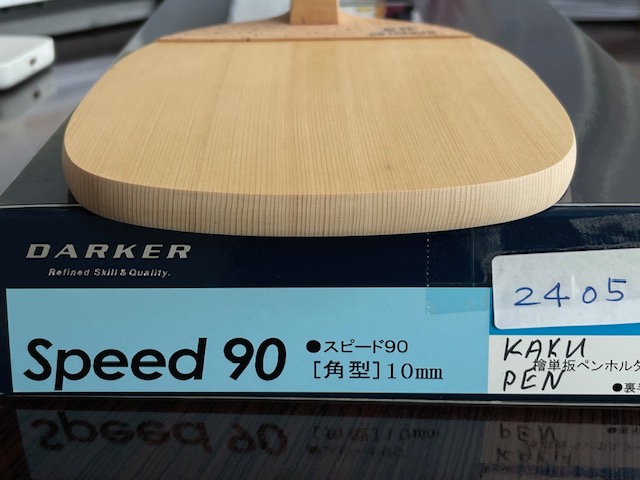 DARKER
Refined Skill & Quality.
2405
Speed 90
●スピード90
[角型]10mm
KAKU
檜単板ペンホルダ
PEN
●裏